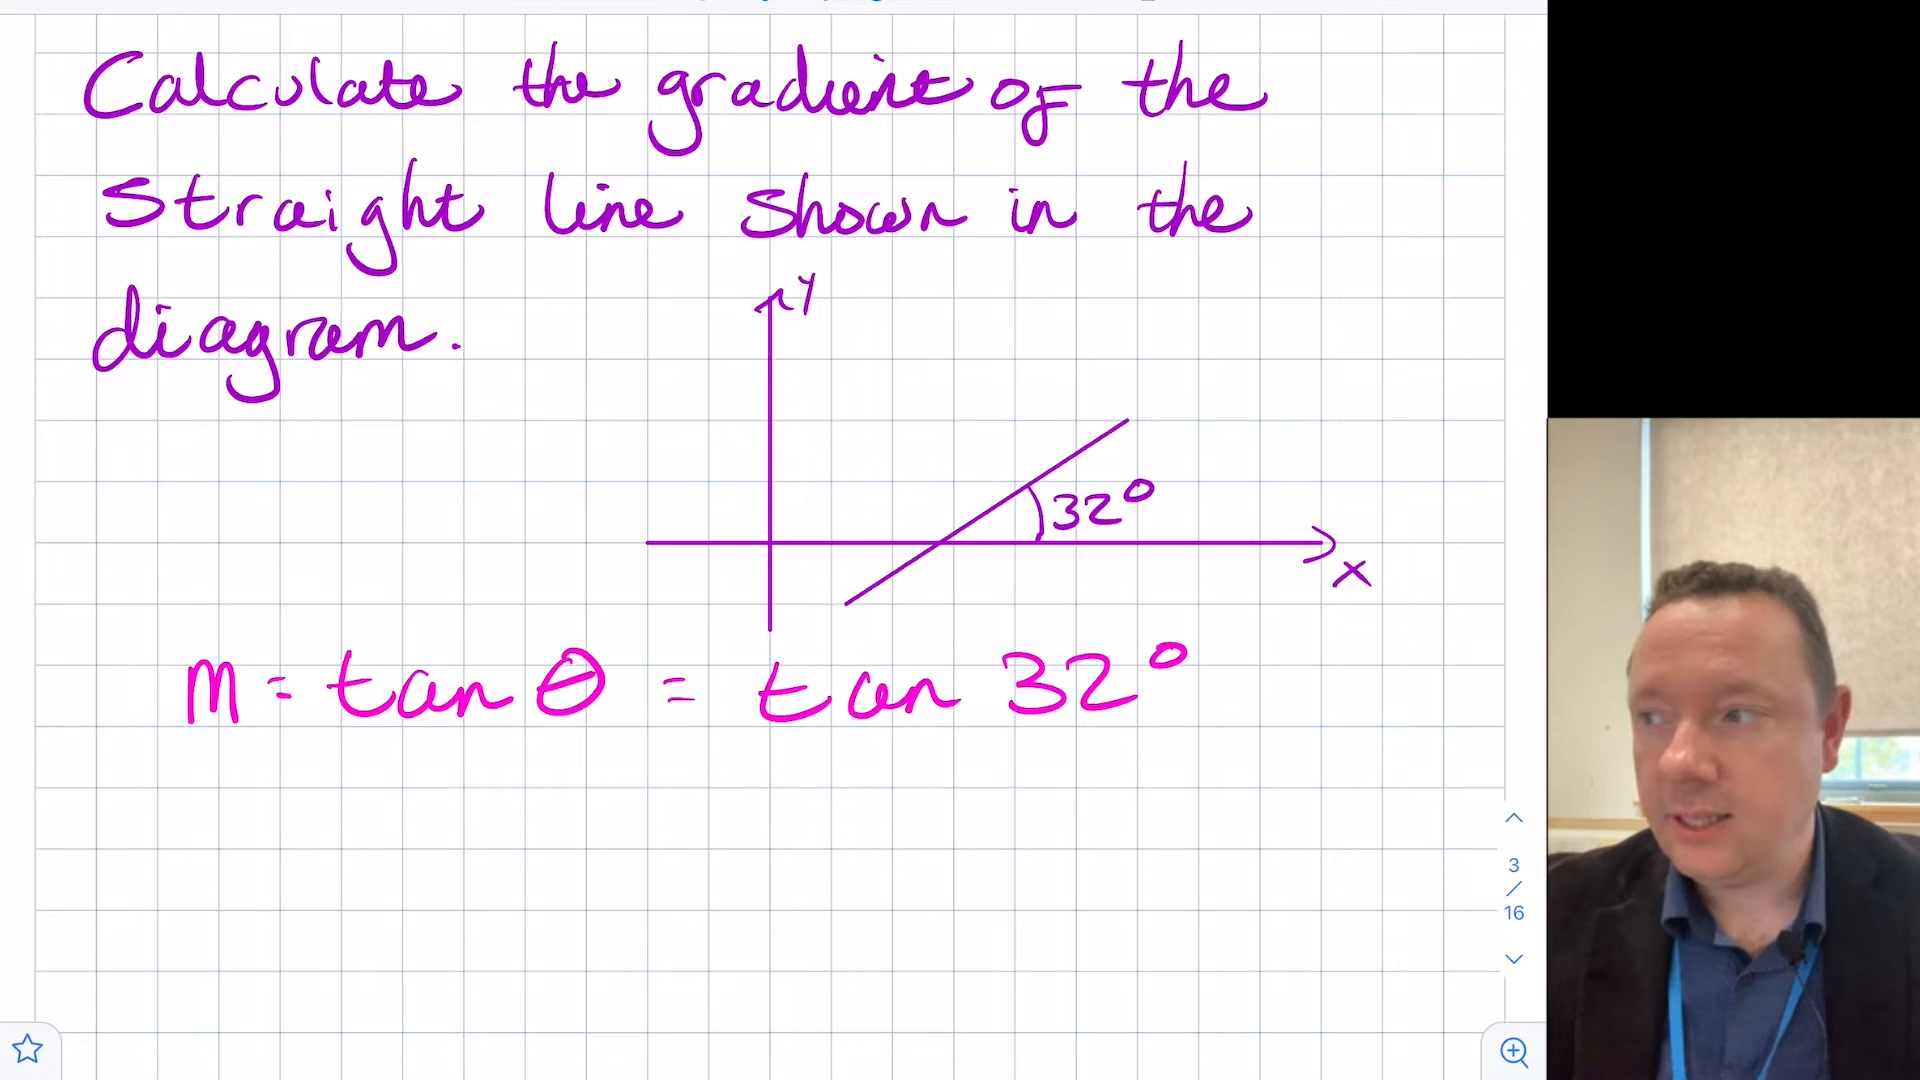 Calculate the gradient of the
straight line shown in the
diagram.
y
32°
x
m = tan θ = tan 32°
3
/
16